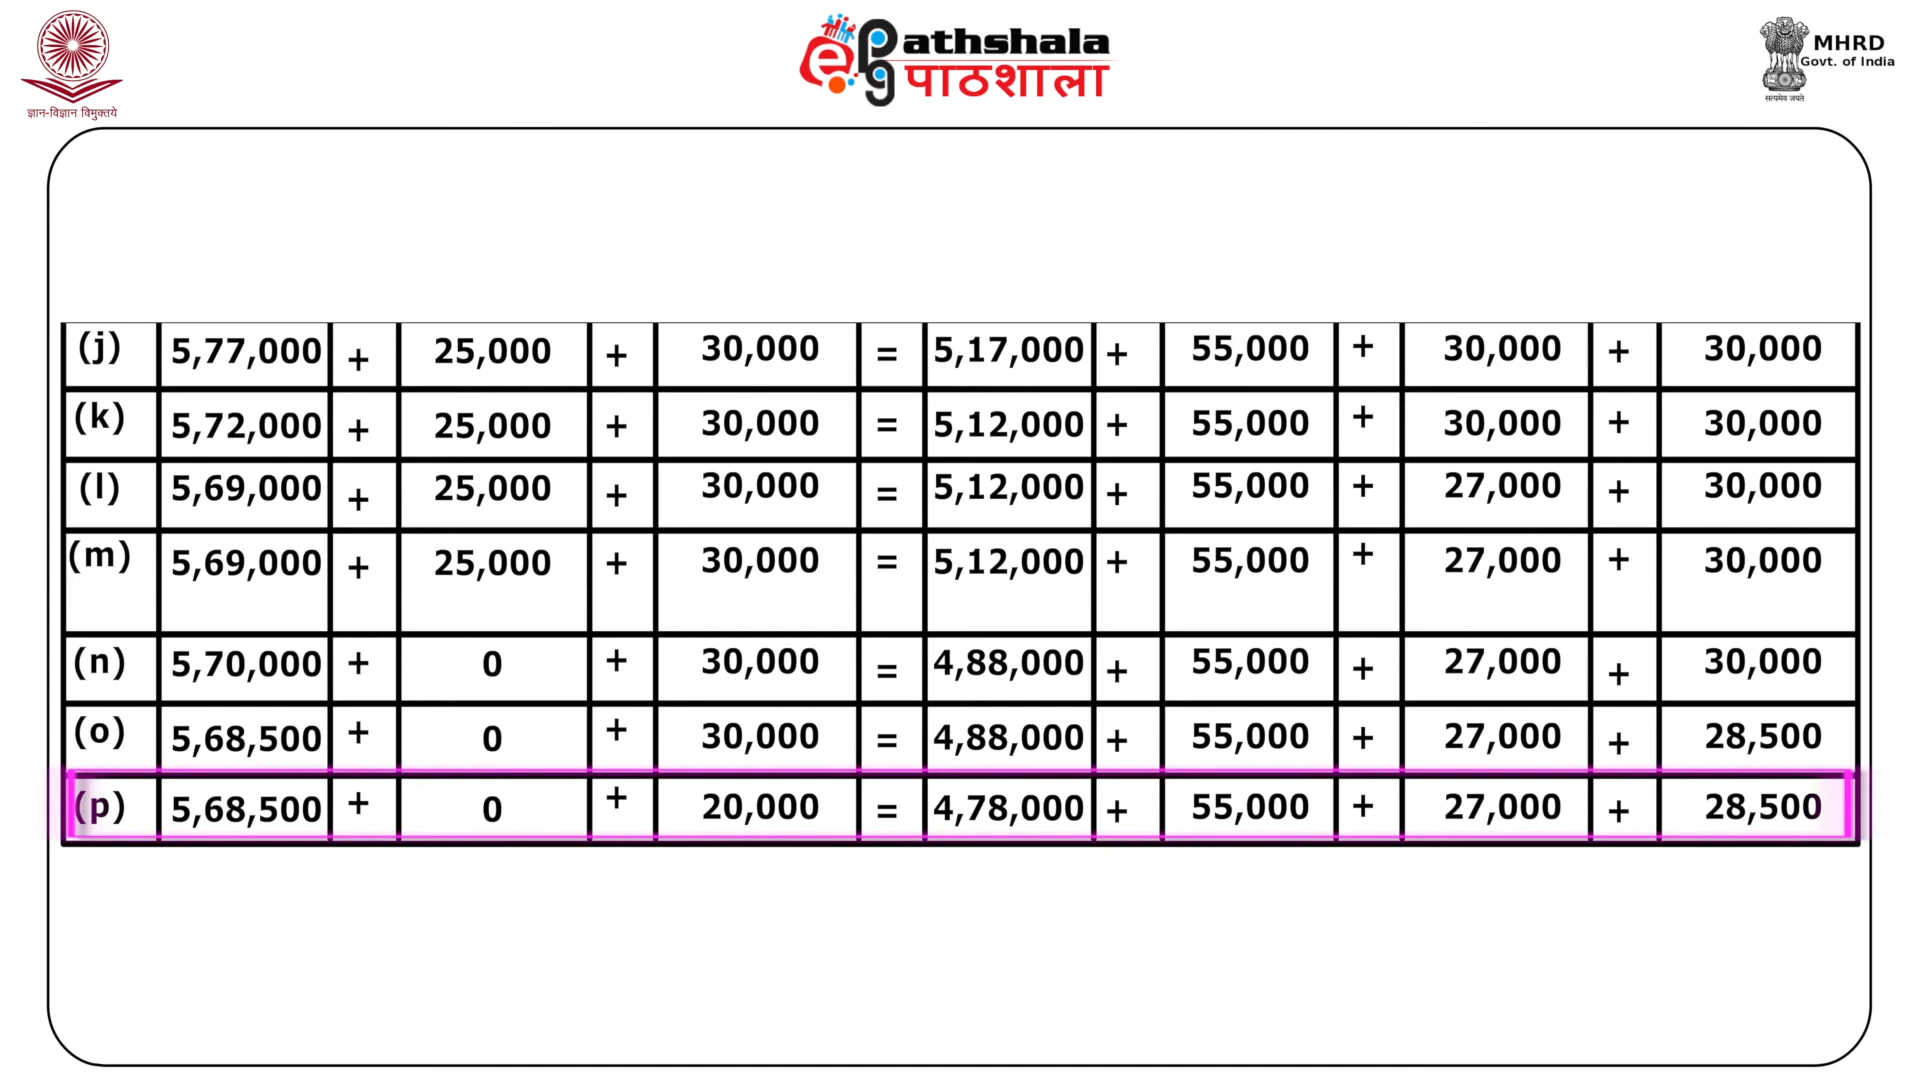 ज्ञान-विज्ञान विमुक्तये
ePg Pathshala
पाठशाला
MHRD
Govt. of India
सत्यमेव जयते
(j) 5,77,000 + 25,000 + 30,000 = 5,17,000 + 55,000 + 30,000 + 30,000
(k) 5,72,000 + 25,000 + 30,000 = 5,12,000 + 55,000 + 30,000 + 30,000
(l) 5,69,000 + 25,000 + 30,000 = 5,12,000 + 55,000 + 27,000 + 30,000
(m) 5,69,000 + 25,000 + 30,000 = 5,12,000 + 55,000 + 27,000 + 30,000
(n) 5,70,000 + 0 + 30,000 = 4,88,000 + 55,000 + 27,000 + 30,000
(o) 5,68,500 + 0 + 30,000 = 4,88,000 + 55,000 + 27,000 + 28,500
(p) 5,68,500 + 0 + 20,000 = 4,78,000 + 55,000 + 27,000 + 28,500